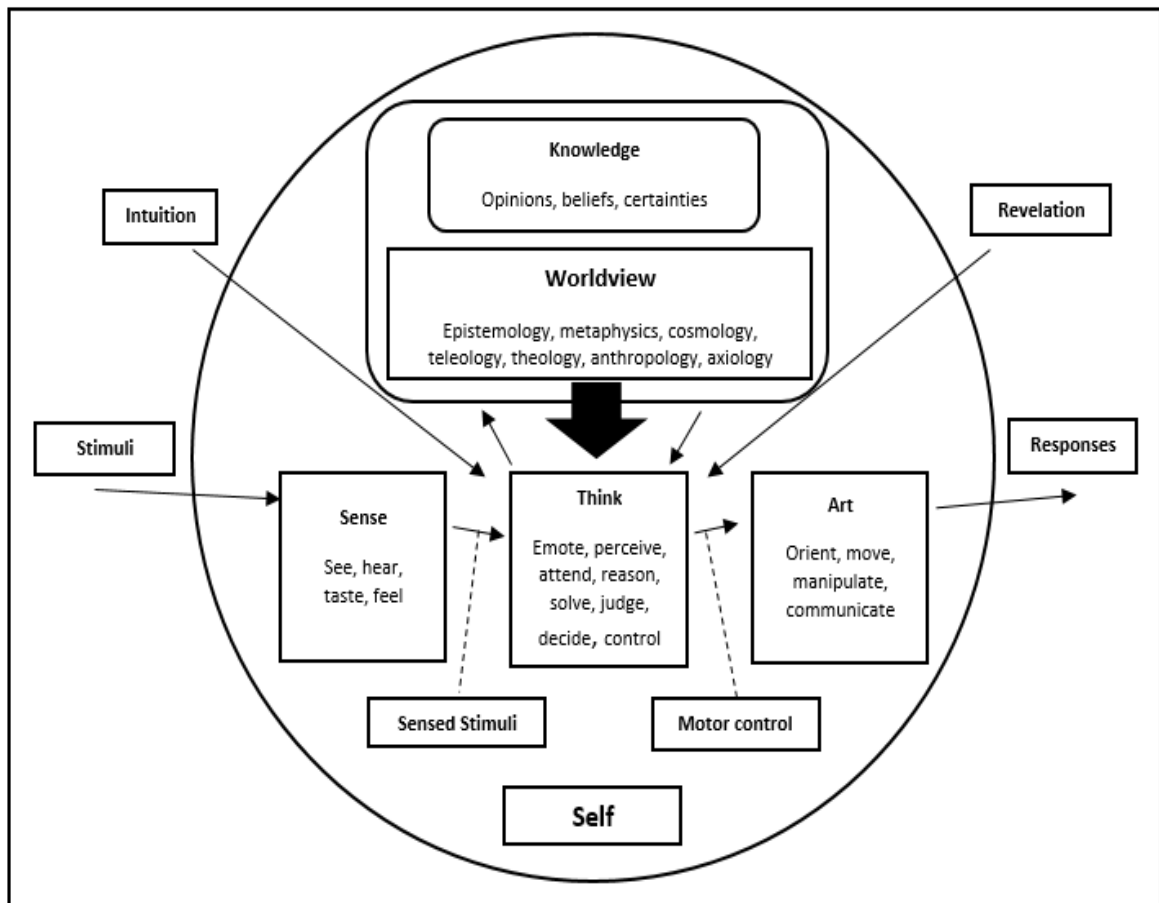 Knowledge
Opinions, beliefs, certainties
Intuition
Revelation
Worldview
Epistemology, metaphysics, cosmology,
teleology, theology, anthropology, axiology
Stimuli
Responses
Sense
See, hear,
taste, feel
Think
Emote, perceive,
attend, reason,
solve, judge,
decide, control
Art
Orient, move,
manipulate,
communicate
Sensed Stimuli
Motor control
Self